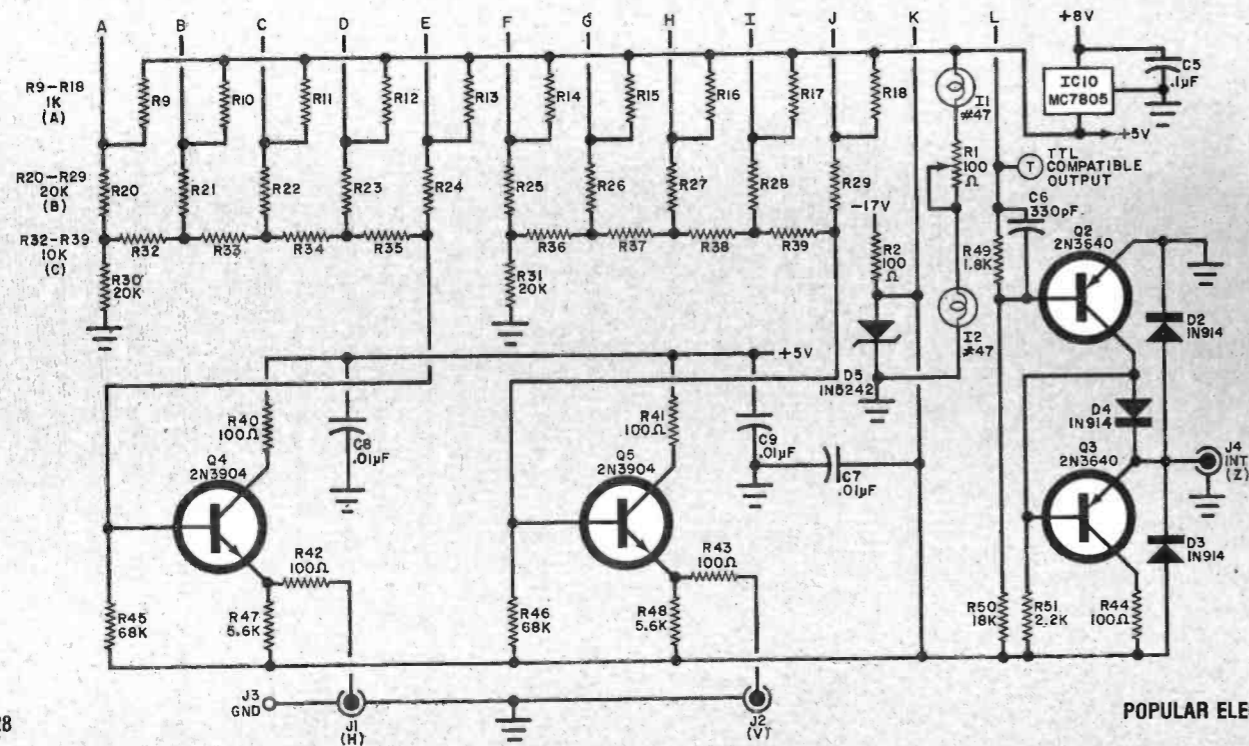 A B C D E F G H I J K L
+8V
R9-R18
1K
(A)
R9
R10
R11
R12
R13
R14
R15
R16
R17
R18
I1
#47
IC10
MC7805
C5
.1µF
+5V
R20-R29
20K
(B)
R20
R21
R22
R23
R24
R25
R26
R27
R28
R29
R1
100
Ω
T
TTL
COMPATIBLE
OUTPUT
C6
330pF
-17V
R32-R39
10K
(C)
R32
R33
R34
R35
R36
R37
R38
R39
R2
100
Ω
R49
1.8K
Q2
2N3640
R30
20K
R31
20K
I2
#47
D2
1N914
+5V
D5
1N5242
D4
1N914
R40
100Ω
C8
.01µF
R41
100Ω
C9
.01µF
C7
.01µF
Q3
2N3640
J4
INT
(Z)
Q4
2N3904
Q5
2N3904
D3
1N914
R42
100Ω
R43
100Ω
R45
68K
R47
5.6K
R46
68K
R48
5.6K
R50
18K
R51
2.2K
R44
100Ω
J3
GND
J1
(H)
J2
(V)
28
POPULAR ELE